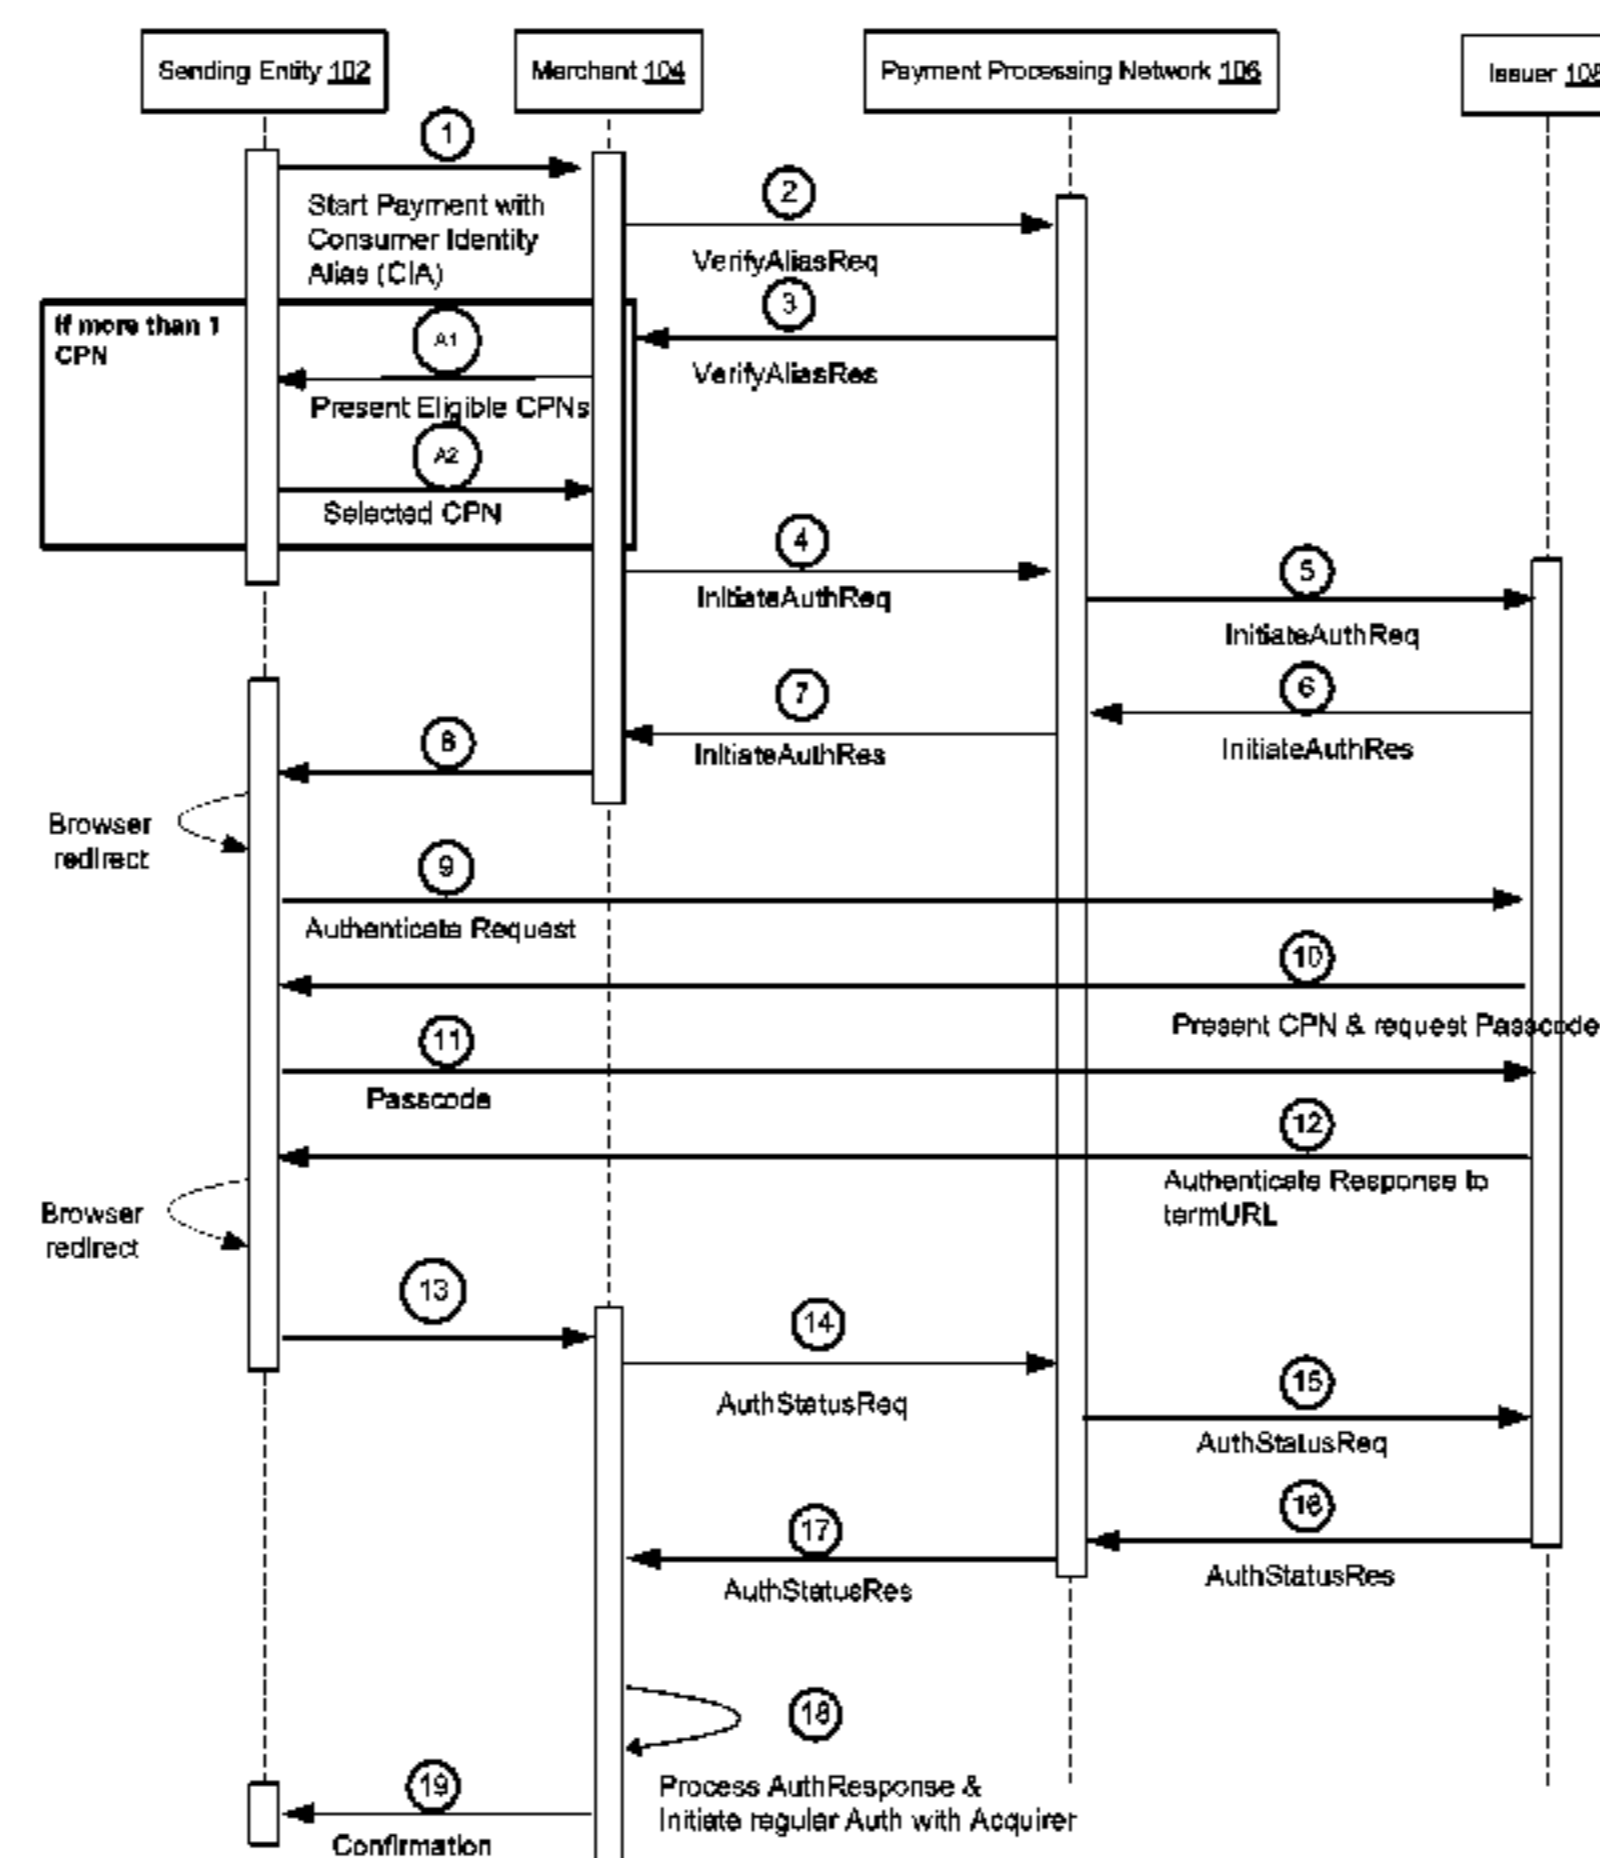 Sending Entity 102
Merchant 104
Payment Processing Network 106
Issuer 108
1
Start Payment with
Consumer Identity
Alias (CIA)
2
VerifyAliasReq
3
VerifyAliasRes
If more than 1
CPN
A1
Present Eligible CPNs
A2
Selected CPN
4
InitiateAuthReq
5
InitiateAuthReq
6
InitiateAuthRes
7
InitiateAuthRes
8
Browser
redirect
9
Authenticate Request
10
Present CPN & request Passcode
11
Passcode
12
Authenticate Response to
termURL
Browser
redirect
13
14
AuthStatusReq
15
AuthStatusReq
16
AuthStatusRes
17
AuthStatusRes
18
Process AuthResponse &
Initiate regular Auth with Acquirer
19
Confirmation